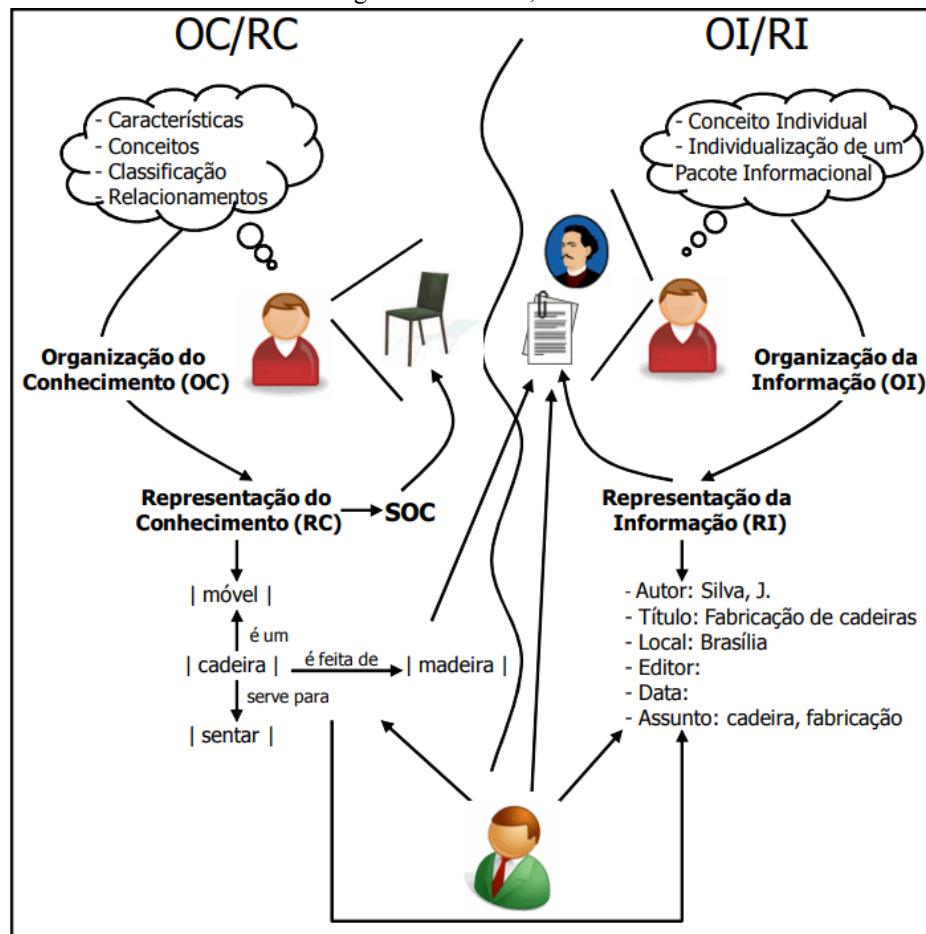 OC/RC
- Características
- Conceitos
- Classificação
- Relacionamentos
Organização do
Conhecimento (OC)
Representação do
Conhecimento (RC)
SOC
| móvel |
é um
| cadeira |
é feita de
| madeira |
serve para
| sentar |
OI/RI
- Conceito Individual
- Individualização de um
Pacote Informacional
Organização da
Informação (OI)
Representação da
Informação (RI)
- Autor: Silva, J.
- Título: Fabricação de cadeiras
- Local: Brasília
- Editor:
- Data:
- Assunto: cadeira, fabricação